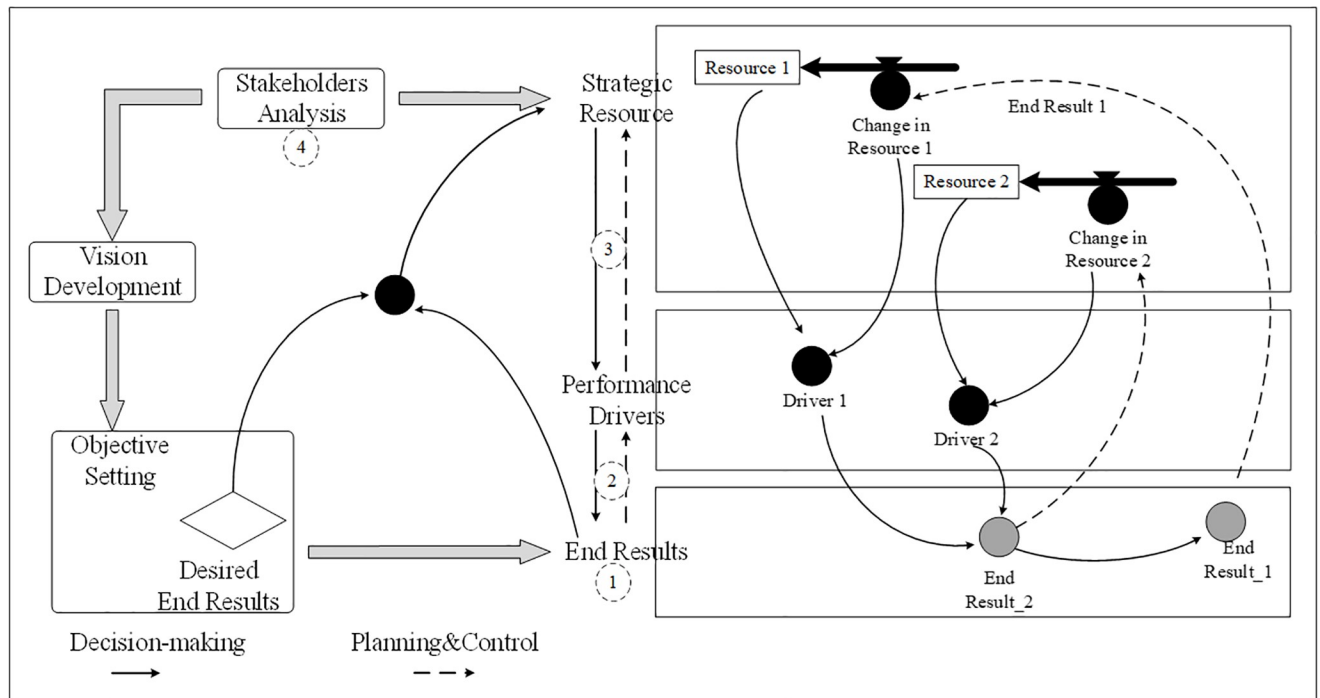 Stakeholders
Analysis
4
Vision
Development
Objective
Setting
Desired
End Results
Strategic
Resource
3
Performance
Drivers
2
End Results
1
Decision-making
Planning&Control
Resource 1
Change in
Resource 1
End Result 1
Resource 2
Change in
Resource 2
Driver 1
Driver 2
End
Result_2
End
Result_1